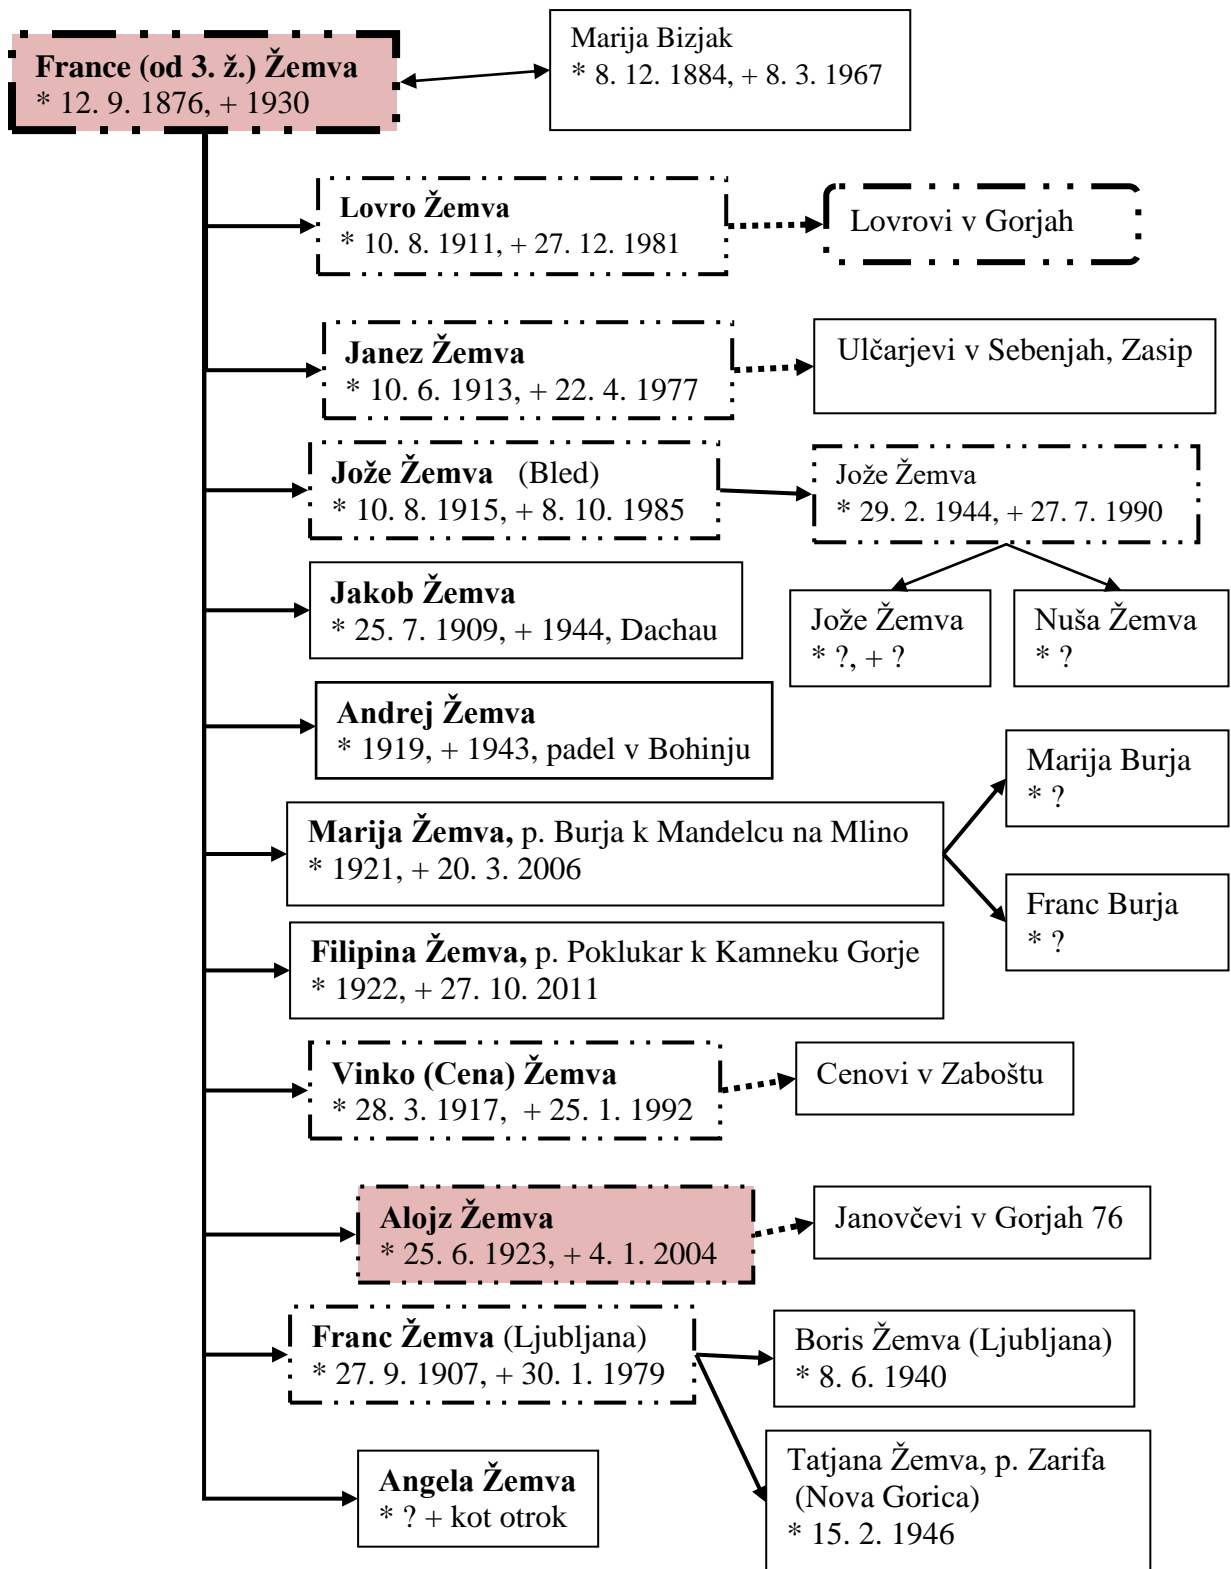 France (od 3. ž.) Žemva
* 12. 9. 1876, + 1930
Marija Bizjak
* 8. 12. 1884, + 8. 3. 1967
Lovro Žemva
* 10. 8. 1911, + 27. 12. 1981
Lovrovi v Gorjah
Janez Žemva
* 10. 6. 1913, + 22. 4. 1977
Ulčarjevi v Sebenjah, Zasip
Jože Žemva (Bled)
* 10. 8. 1915, + 8. 10. 1985
Jože Žemva
* 29. 2. 1944, + 27. 7. 1990
Jože Žemva
* ?, + ?
Nuša Žemva
* ?
Jakob Žemva
* 25. 7. 1909, + 1944, Dachau
Andrej Žemva
* 1919, + 1943, padel v Bohinju
Marija Žemva, p. Burja k Mandelcu na Mlino
* 1921, + 20. 3. 2006
Marija Burja
* ?
Franc Burja
* ?
Filipina Žemva, p. Poklukar k Kamneku Gorje
* 1922, + 27. 10. 2011
Vinko (Cena) Žemva
* 28. 3. 1917, + 25. 1. 1992
Cenovi v Zaboštu
Alojz Žemva
* 25. 6. 1923, + 4. 1. 2004
Janovčevi v Gorjah 76
Franc Žemva (Ljubljana)
* 27. 9. 1907, + 30. 1. 1979
Boris Žemva (Ljubljana)
* 8. 6. 1940
Tatjana Žemva, p. Zarifa
(Nova Gorica)
* 15. 2. 1946
Angela Žemva
* ? + kot otrok